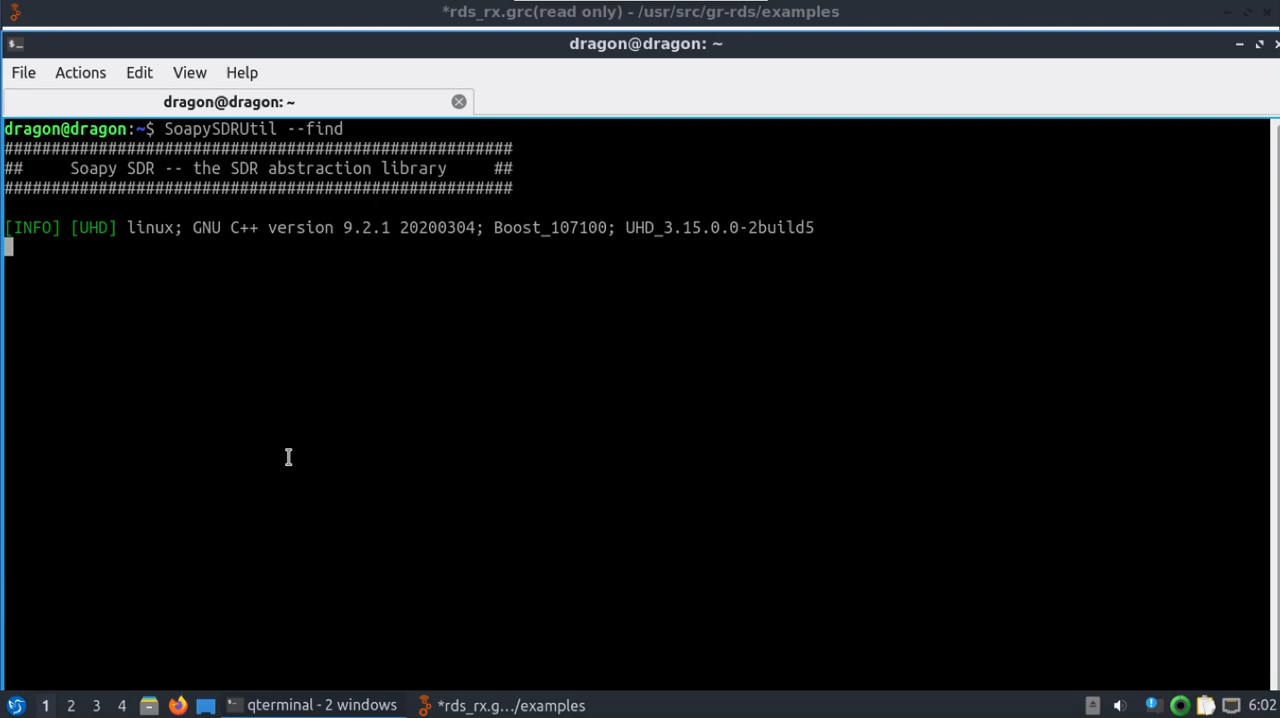 *rds_rx.grc(read only) - /usr/src/gr-rds/examples
dragon@dragon: ~
File Actions Edit View Help
dragon@dragon: ~
dragon@dragon:~$ SoapySDRUtil --find
######################################################
##     Soapy SDR -- the SDR abstraction library     ##
######################################################
[INFO] [UHD] linux; GNU C++ version 9.2.1 20200304; Boost_107100; UHD_3.15.0.0-2build5
1 2 3 4 qterminal - 2 windows *rds_rx.g.../examples 6:02